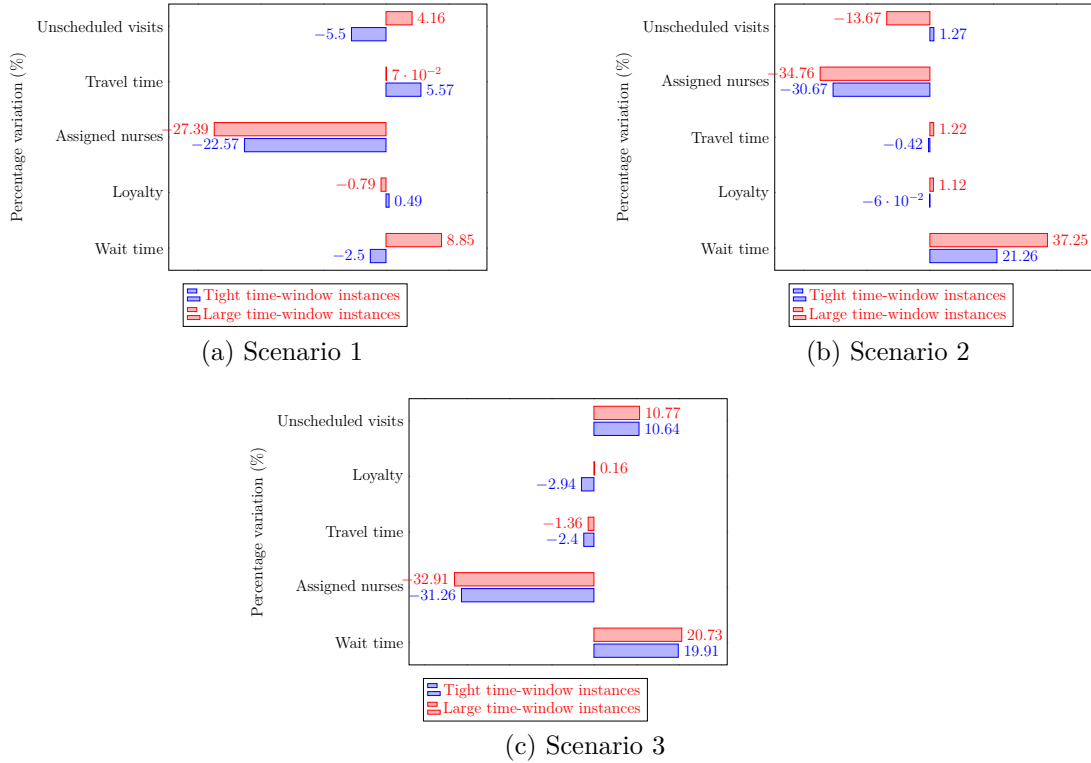 Percentage variation (%)
Unscheduled visits
4.16
−5.5
Travel time
7 · 10−2
5.57
Assigned nurses
−27.39
−22.57
Loyalty
−0.79
0.49
Wait time
8.85
−2.5
Tight time-window instances
Large time-window instances
(a) Scenario 1
Percentage variation (%)
Unscheduled visits
−13.67
1.27
Assigned nurses
−34.76
−30.67
Travel time
1.22
−0.42
Loyalty
1.12
−6 · 10−2
Wait time
37.25
21.26
Tight time-window instances
Large time-window instances
(b) Scenario 2
Percentage variation (%)
Unscheduled visits
10.77
10.64
Loyalty
0.16
−2.94
Travel time
−1.36
−2.4
Assigned nurses
−32.91
−31.26
Wait time
20.73
19.91
Tight time-window instances
Large time-window instances
(c) Scenario 3